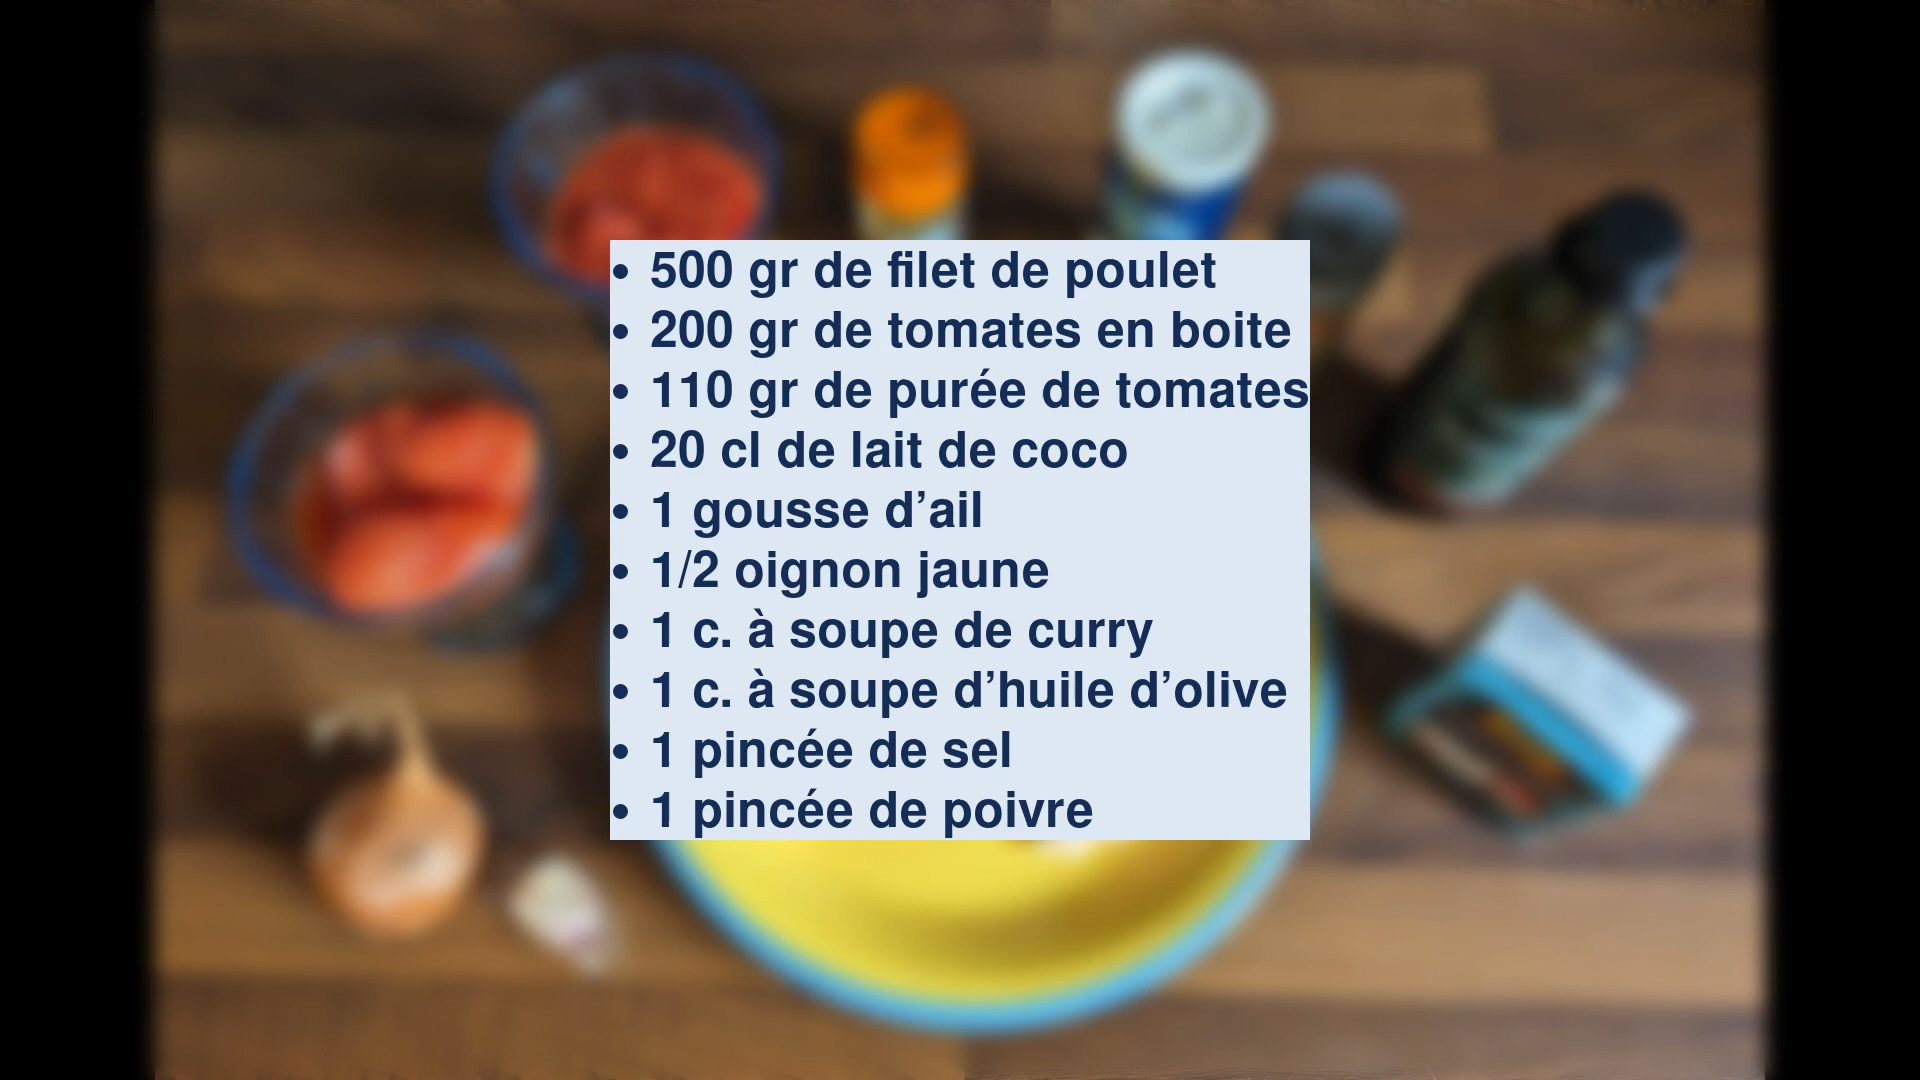 • 500 gr de filet de poulet
• 200 gr de tomates en boite
• 110 gr de purée de tomates
• 20 cl de lait de coco
• 1 gousse d’ail
• 1/2 oignon jaune
• 1 c. à soupe de curry
• 1 c. à soupe d’huile d’olive
• 1 pincée de sel
• 1 pincée de poivre